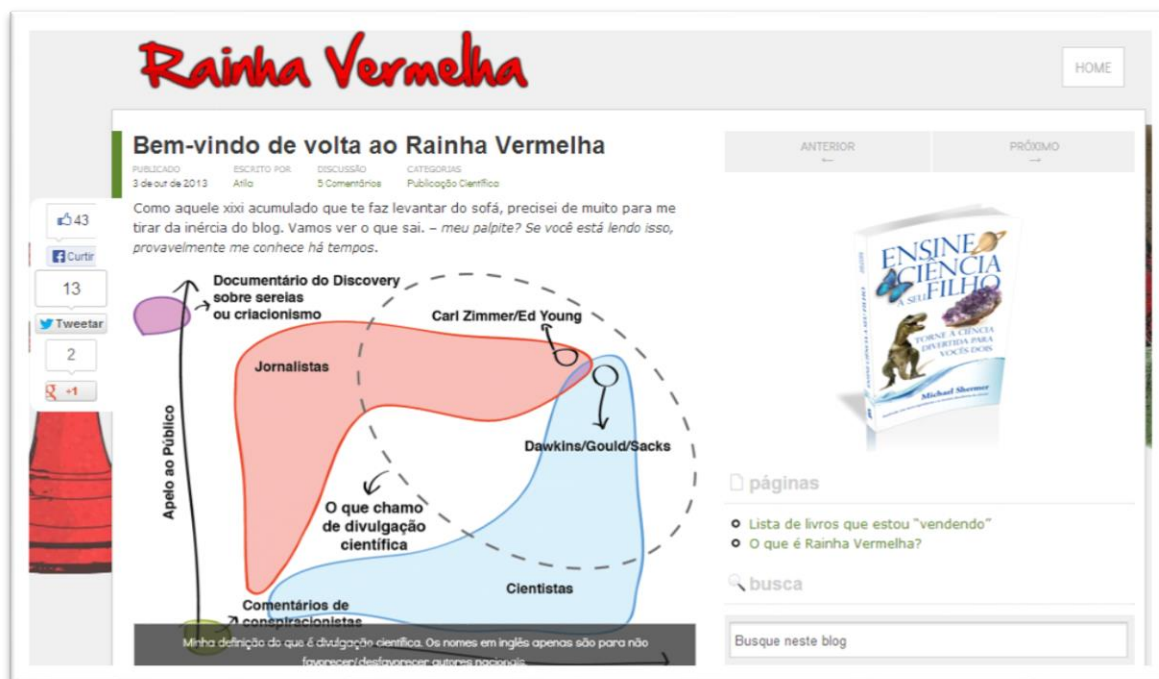 Rainha Vermelha
HOME
Bem-vindo de volta ao Rainha Vermelha
PUBLICADO ESCRITO POR DISCUSSÃO CATEGORIAS
3 de out de 2013 Atila 5 Comentários Publicação Científica
Como aquele xixi acumulado que te faz levantar do sofá, precisei de muito para me
tirar da inércia do blog. Vamos ver o que sai. – meu palpite? Se você está lendo isso,
provavelmente me conhece há tempos.
43
Curtir
13
Tweetar
2
+1
Documentário do Discovery
sobre sereias
ou criacionismo
Carl Zimmer/Ed Young
Jornalistas
Dawkins/Gould/Sacks
Apelo ao Público
O que chamo
de divulgação
científica
Cientistas
Comentários de
conspiracionistas
Minha definição do que é divulgação científica. Os nomes em inglês apenas são para não
favorecer/desfavorecer autores nacionais
ANTERIOR PRÓXIMO
← →
ENSINE
CIÊNCIA
A SEU FILHO
TORNE A CIÊNCIA
DIVERTIDA PARA
VOCÊS DOIS
Michael Shermer
páginas
Lista de livros que estou "vendendo"
O que é Rainha Vermelha?
busca
Busque neste blog